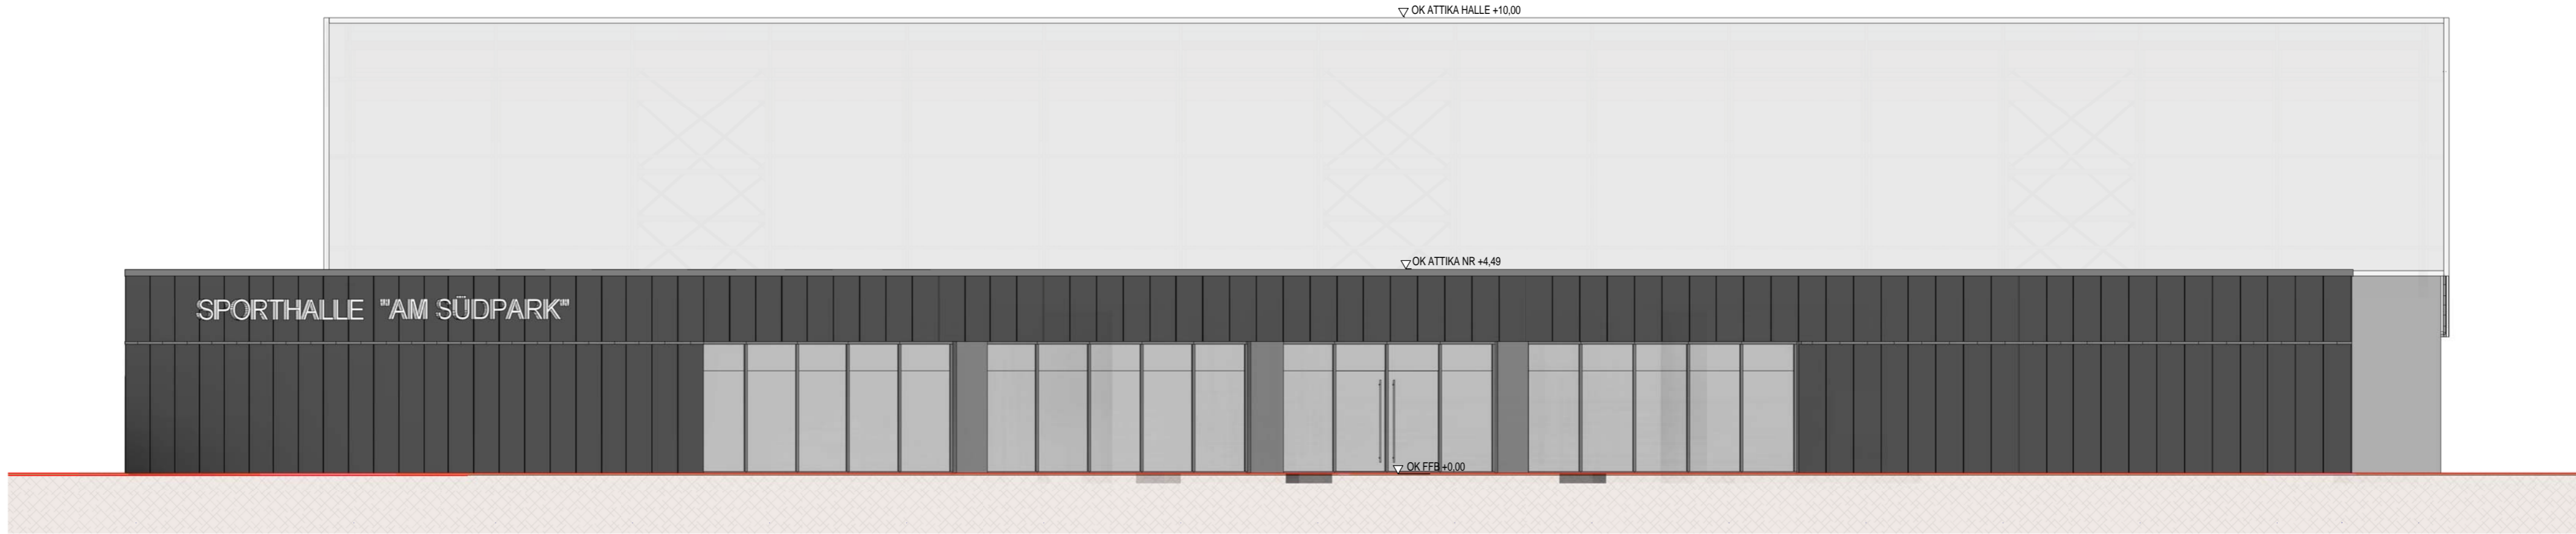 OK ATTIKA HALLE +10,00
OK ATTIKA NR +4,49
SPORTHALLE "AM SÜDPARK"
OK FFB +0,00